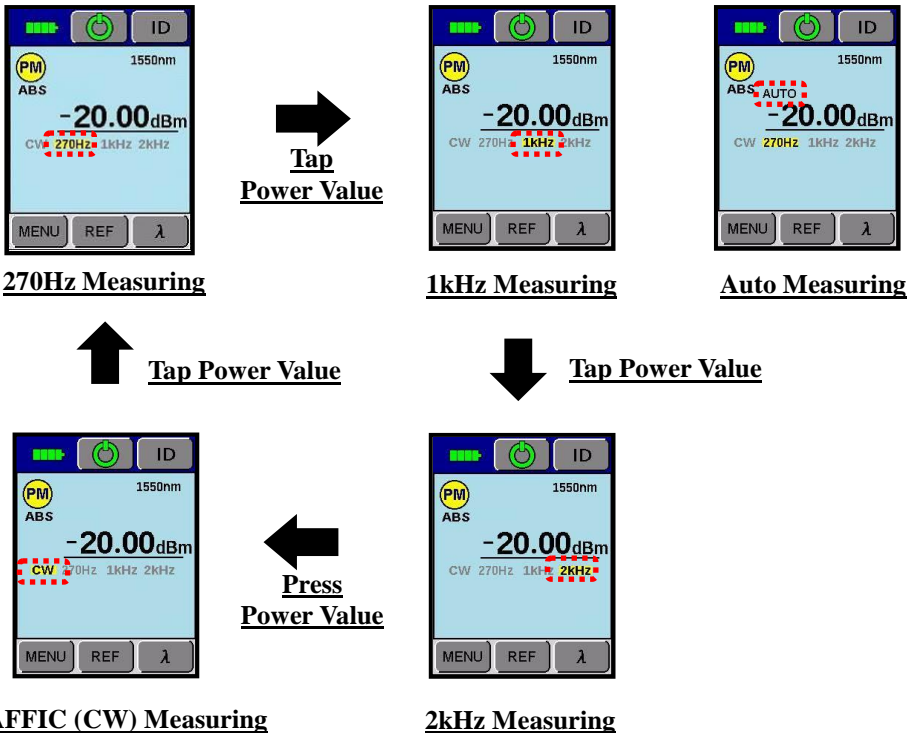 ID
PM
1550nm
ABS
-20.00dBm
CW 270Hz 1kHz 2kHz
MENU REF λ
270Hz Measuring
Tap
Power Value
ID
PM
1550nm
ABS
-20.00dBm
CW 270Hz 1kHz 2kHz
MENU REF λ
1kHz Measuring
ID
PM
1550nm
ABS
AUTO
-20.00dBm
CW 270Hz 1kHz 2kHz
MENU REF λ
Auto Measuring
Tap Power Value
Tap Power Value
ID
PM
1550nm
ABS
-20.00dBm
CW 270Hz 1kHz 2kHz
MENU REF λ
AFFIC (CW) Measuring
Press
Power Value
ID
PM
1550nm
ABS
-20.00dBm
CW 270Hz 1kHz 2kHz
MENU REF λ
2kHz Measuring